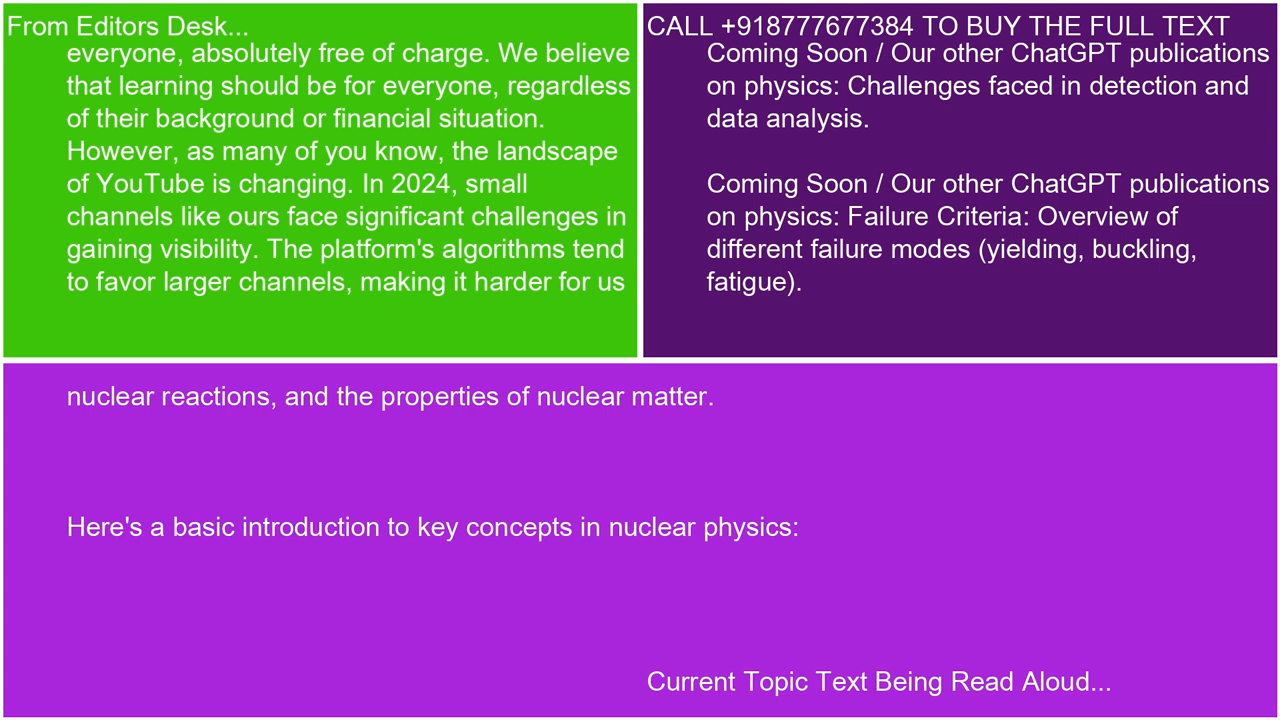 From Editors Desk...
everyone, absolutely free of charge. We believe
that learning should be for everyone, regardless
of their background or financial situation.
However, as many of you know, the landscape
of YouTube is changing. In 2024, small
channels like ours face significant challenges in
gaining visibility. The platform's algorithms tend
to favor larger channels, making it harder for us
CALL +918777677384 TO BUY THE FULL TEXT
Coming Soon / Our other ChatGPT publications
on physics: Challenges faced in detection and
data analysis.
Coming Soon / Our other ChatGPT publications
on physics: Failure Criteria: Overview of
different failure modes (yielding, buckling,
fatigue).
nuclear reactions, and the properties of nuclear matter.
Here's a basic introduction to key concepts in nuclear physics:
Current Topic Text Being Read Aloud...